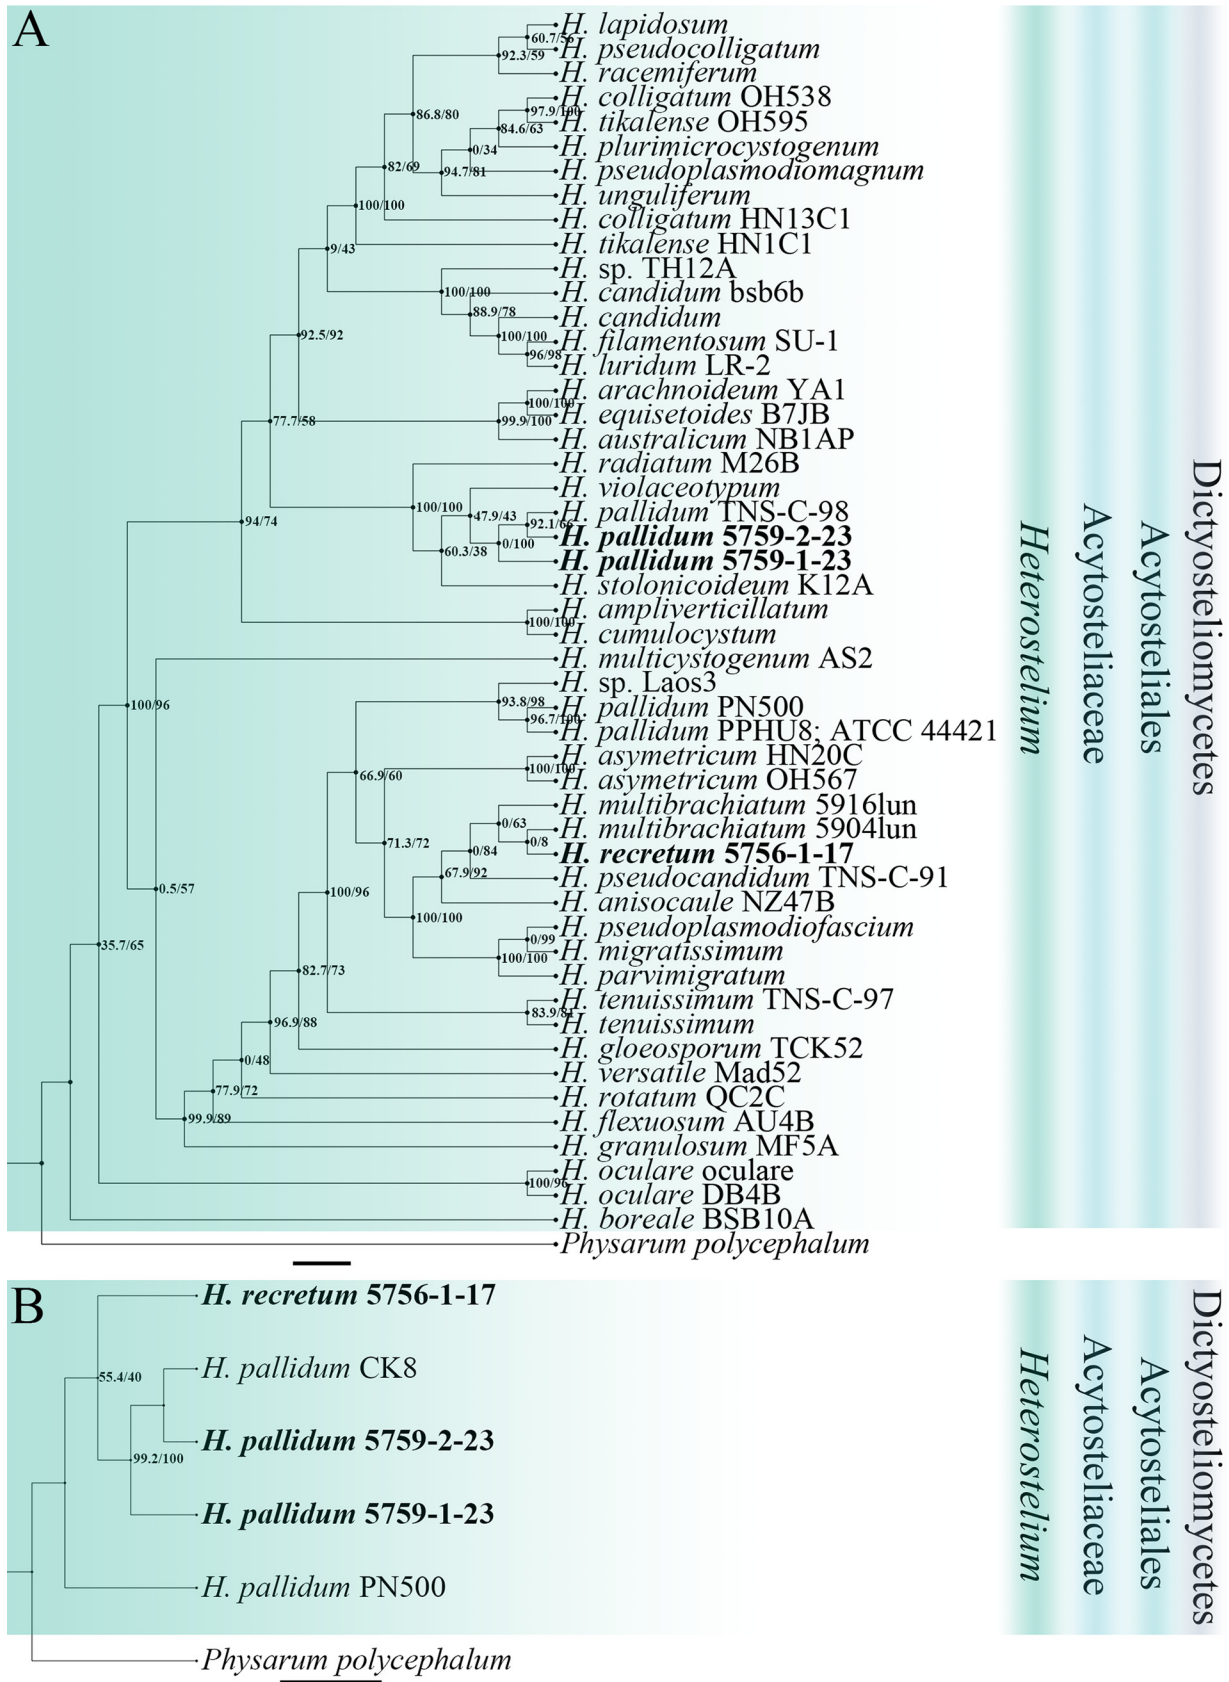 A
H. lapidosum
60.7/56
H. pseudocolligatum
92.3/59
H. racemiferum
H. colligatum OH538
97.9/100
86.8/80
H. tikalense OH595
84.6/63
H. plurimicrocystogenum
0/34
82/69
H. pseudoplasmodiomagnum
94.7/81
H. unguliferum
100/100
H. colligatum HN13C1
H. tikalense HN1C1
9/43
H. sp. TH12A
H. candidum bsb6b
100/100
88.9/78
H. candidum
92.5/92
100/100
H. filamentosum SU-1
96/98
H. luridum LR-2
H. arachnoideum YA1
100/100
H. equisetoides B7JB
77.7/58
99.9/100
H. australicum NB1AP
H. radiatum M26B
H. violaceotypum
100/100
47.9/43
H. pallidum TNS-C-98
94/74
92.1/66
H. pallidum 5759-2-23
0/100
60.3/38
H. pallidum 5759-1-23
H. stolonicoideum K12A
H. ampliverticillatum
100/100
H. cumulocystum
H. multicystogenum AS2
H. sp. Laos3
93.8/98
100/96
H. pallidum PN500
96.7/100
H. pallidum PPHU8; ATCC 44421
H. asymetricum HN20C
66.9/60
100/100
H. asymetricum OH567
H. multibrachiatum 5916lun
0/63
H. multibrachiatum 5904lun
71.3/72
0/8
0/84
H. recretum 5756-1-17
67.9/92
H. pseudocandidum TNS-C-91
0.5/57
100/96
H. anisocaule NZ47B
100/100
H. pseudoplasmodiofascium
35.7/65
0/99
H. migratissimum
100/100
82.7/73
H. parvimigratum
H. tenuissimum TNS-C-97
83.9/81
96.9/88
H. tenuissimum
H. gloeosporum TCK52
0/48
H. versatile Mad52
77.9/72
H. rotatum QC2C
99.9/89
H. flexuosum AU4B
H. granulosum MF5A
H. oculare oculare
100/96
H. oculare DB4B
H. boreale BSB10A
Physarum polycephalum
Heterostelium
Acytosteliaceae
Acytosteliales
Dictyosteliomycetes
B
H. recretum 5756-1-17
55.4/40
H. pallidum CK8
H. pallidum 5759-2-23
99.2/100
H. pallidum 5759-1-23
H. pallidum PN500
Physarum polycephalum
Heterostelium
Acytosteliaceae
Acytosteliales
Dictyosteliomycetes